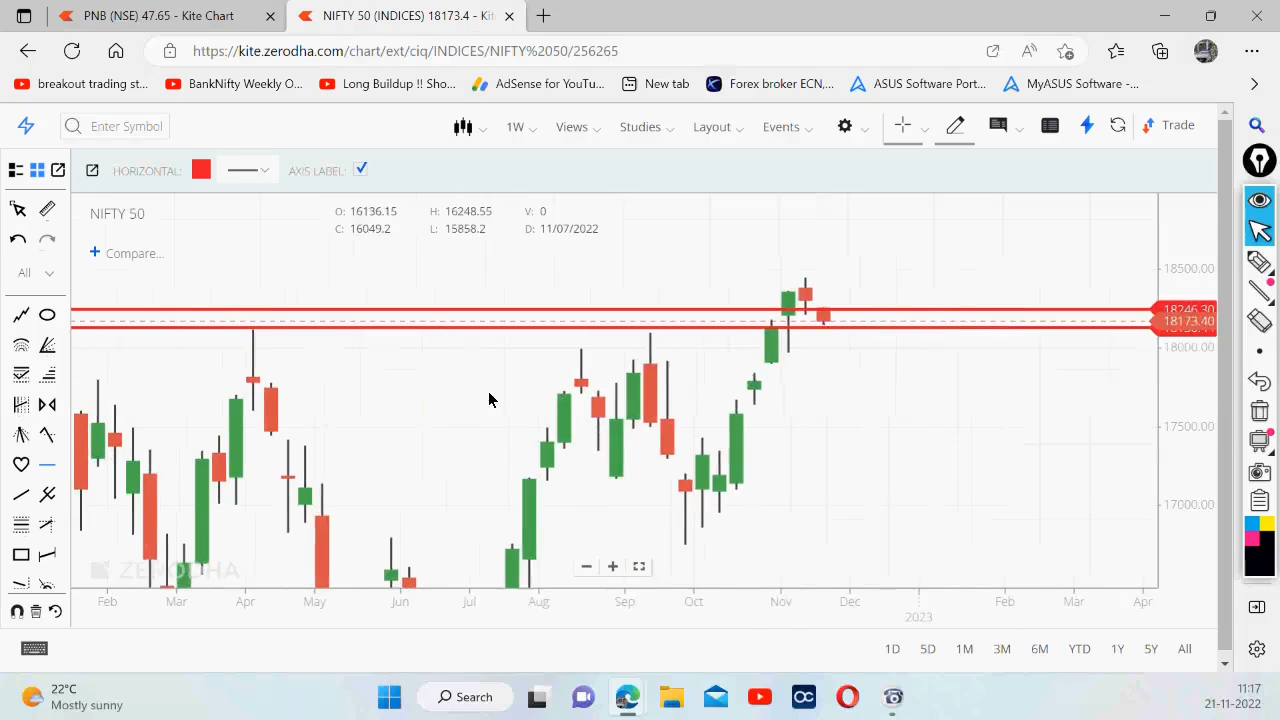 PNB (NSE) 47.65 - Kite Chart
NIFTY 50 (INDICES) 18173.4 - Kit
https://kite.zerodha.com/chart/ext/ciq/INDICES/NIFTY%2050/256265
breakout trading st...
BankNifty Weekly O...
Long Buildup !! Sho...
AdSense for YouTu...
New tab
Forex broker ECN,...
ASUS Software Port...
MyASUS Software -...
Enter Symbol
1W
Views
Studies
Layout
Events
Trade
HORIZONTAL:
AXIS LABEL:
NIFTY 50
O: 16136.15 H: 16248.55 V: 0
C: 16049.2 L: 15858.2 D: 11/07/2022
+ Compare...
All
18500.00
18246.30
18173.40
18000.00
17500.00
17000.00
ZERODHA
Feb Mar Apr May Jun Jul Aug Sep Oct Nov Dec Feb Mar Apr
2023
1D 5D 1M 3M 6M YTD 1Y 5Y All
22°C
Mostly sunny
Search
OC
11:17
21-11-2022